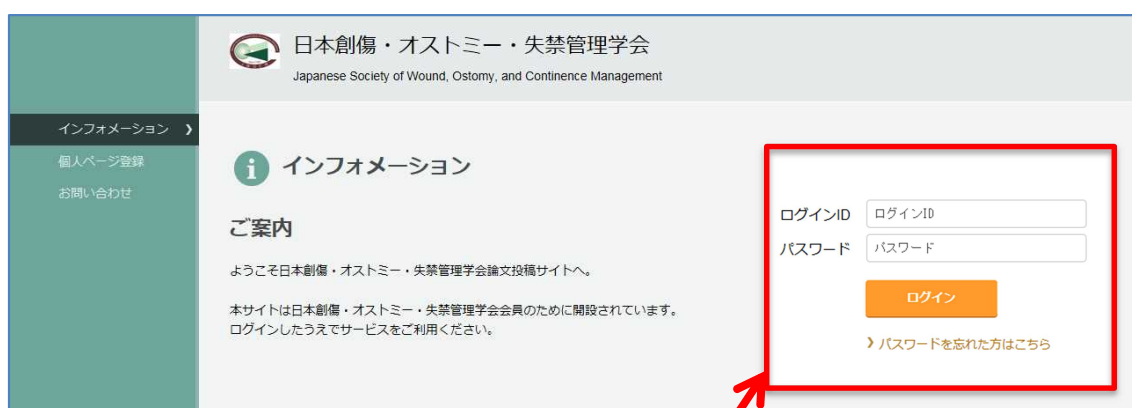 日本創傷・オストミー・失禁管理学会
Japanese Society of Wound, Ostomy, and Continence Management
インフォメーション
個人ページ登録
お問い合わせ
i インフォメーション
ご案内
ようこそ日本創傷・オストミー・失禁管理学会論文投稿サイトへ。
本サイトは日本創傷・オストミー・失禁管理学会会員のために開設されています。
ログインしたうえでサービスをご利用ください。
ログインID ログインID
パスワード パスワード
ログイン
パスワードを忘れた方はこちら